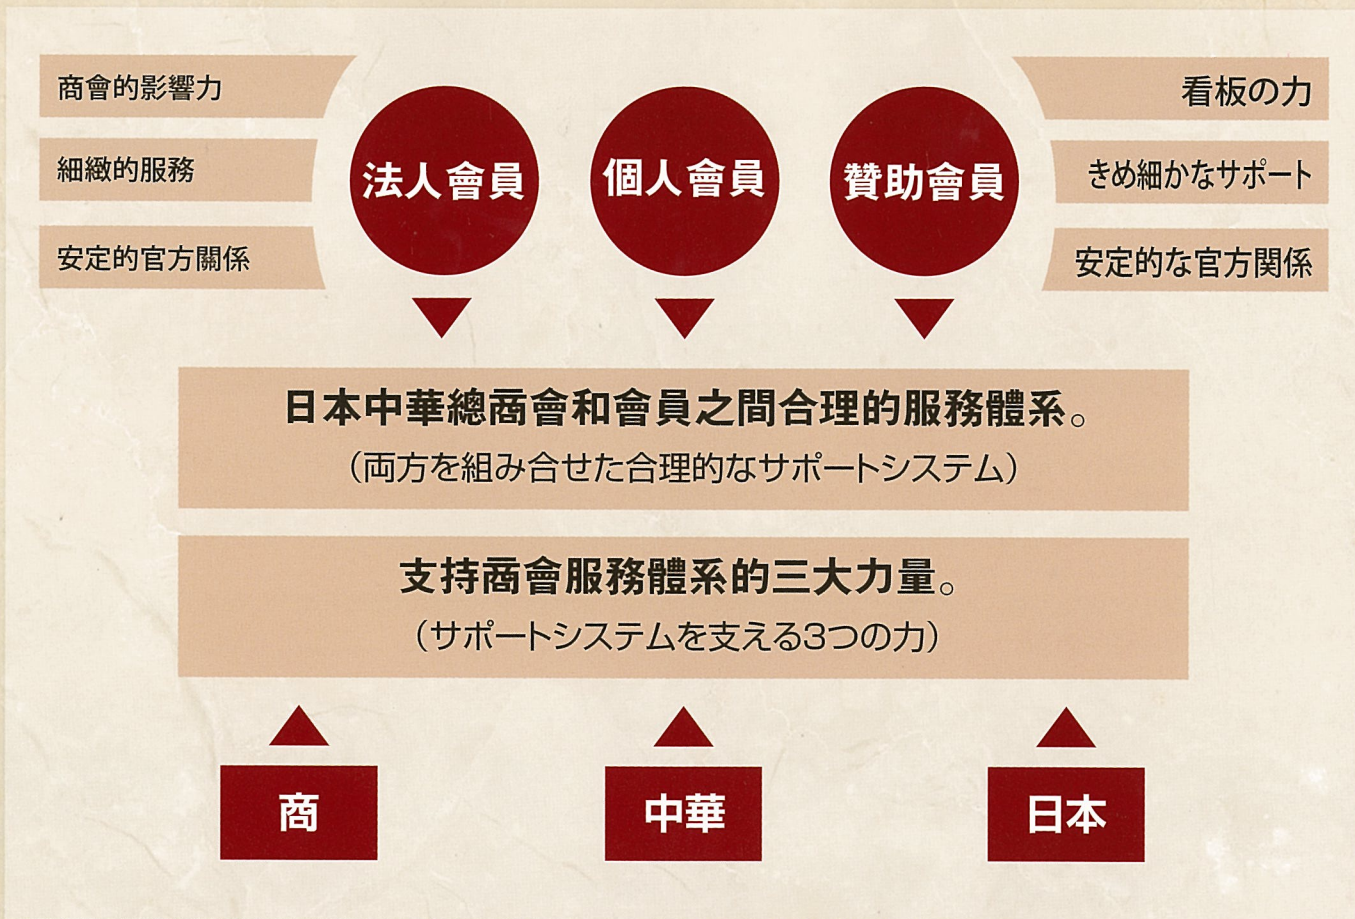 商會的影響力
細緻的服務
安定的官方關係
法人會員
個人會員
贊助會員
看板の力
きめ細かなサポート
安定的な官方関係
日本中華總商會和會員之間合理的服務體系。
（両方を組み合せた合理的なサポートシステム）
支持商會服務體系的三大力量。
（サポートシステムを支える3つの力）
商
中華
日本